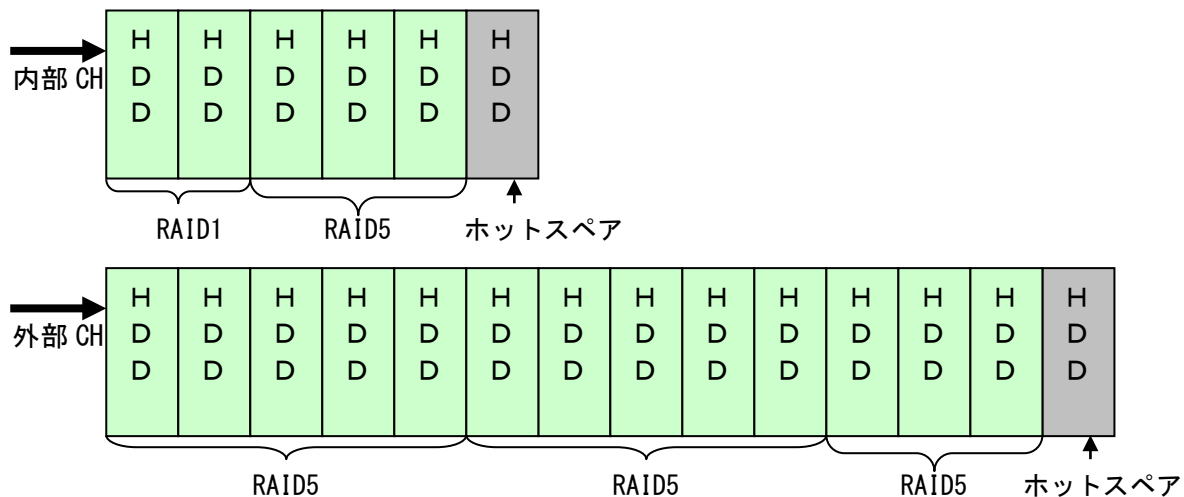 H H H H H H
D D D D D D
D D D D D D
内部 CH
RAID1 RAID5 ホットスペア
H H H H H H H H H H H H H H
D D D D D D D D D D D D D D
D D D D D D D D D D D D D D
外部 CH
RAID5 RAID5 RAID5 ホットスペア